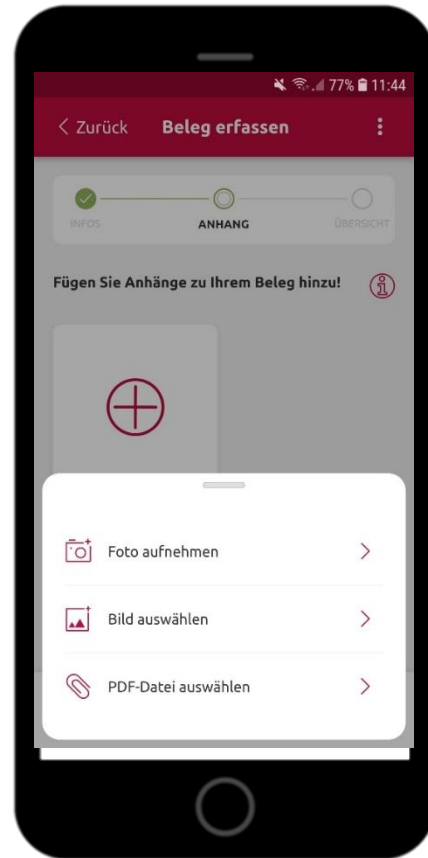 77% 11:44
Zurück Beleg erfassen
INFOS ANHANG ÜBERSICHT
Fügen Sie Anhänge zu Ihrem Beleg hinzu!
Foto aufnehmen
Bild auswählen
PDF-Datei auswählen